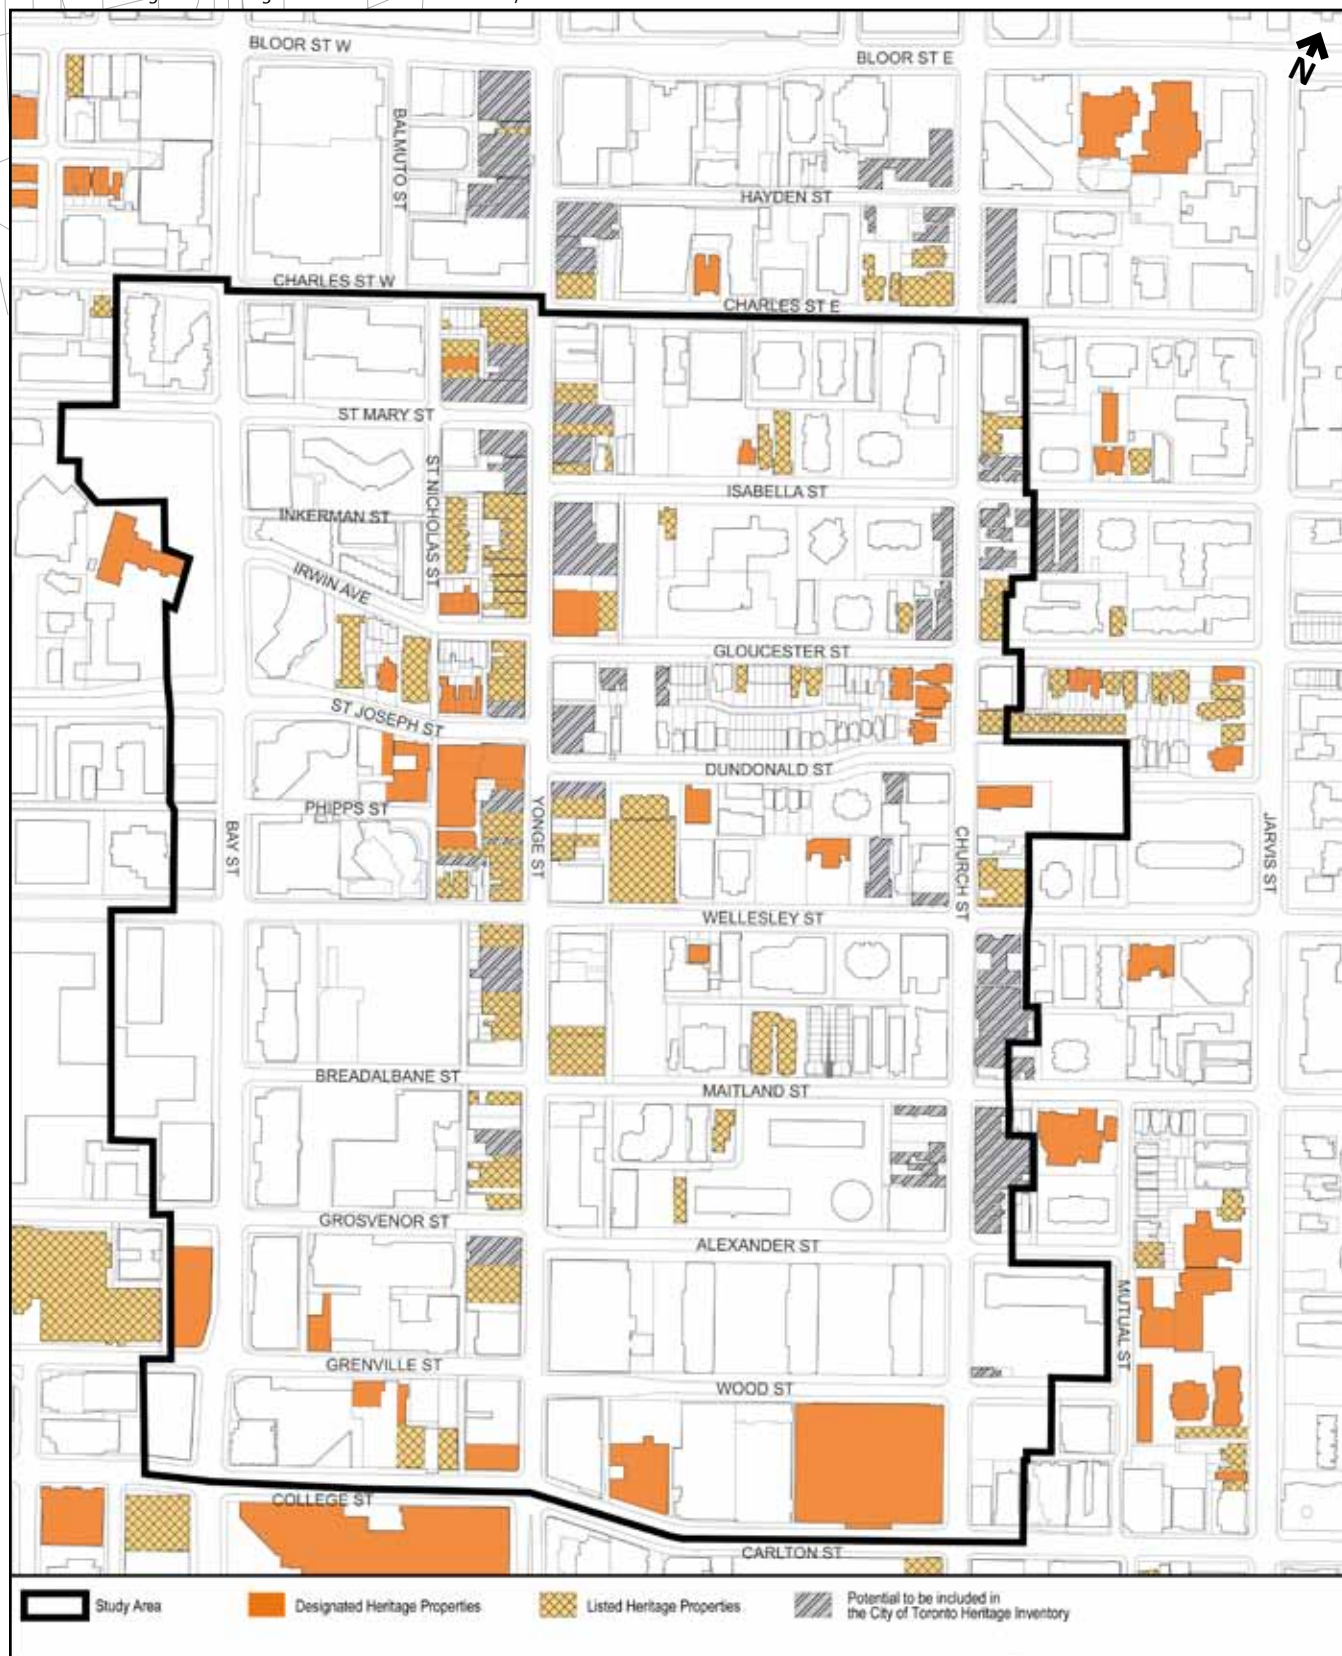 BLOOR ST W
BLOOR ST E
N
BALMUTO ST
HAYDEN ST
CHARLES ST W
CHARLES ST E
ST MARY ST
ST NICHOLAS ST
ISABELLA ST
INKERMAN ST
IRWIN AVE
GLOUCESTER ST
ST JOSEPH ST
DUNDONALD ST
PHIPPS ST
YONGE ST
BAY ST
CHURCH ST
JARVIS ST
WELLESLEY ST
BREADALBANE ST
MAITLAND ST
GROSVENOR ST
ALEXANDER ST
MUTUAL ST
GRENVILLE ST
WOOD ST
COLLEGE ST
CARLTON ST
Study Area
Designated Heritage Properties
Listed Heritage Properties
Potential to be included in
the City of Toronto Heritage Inventory